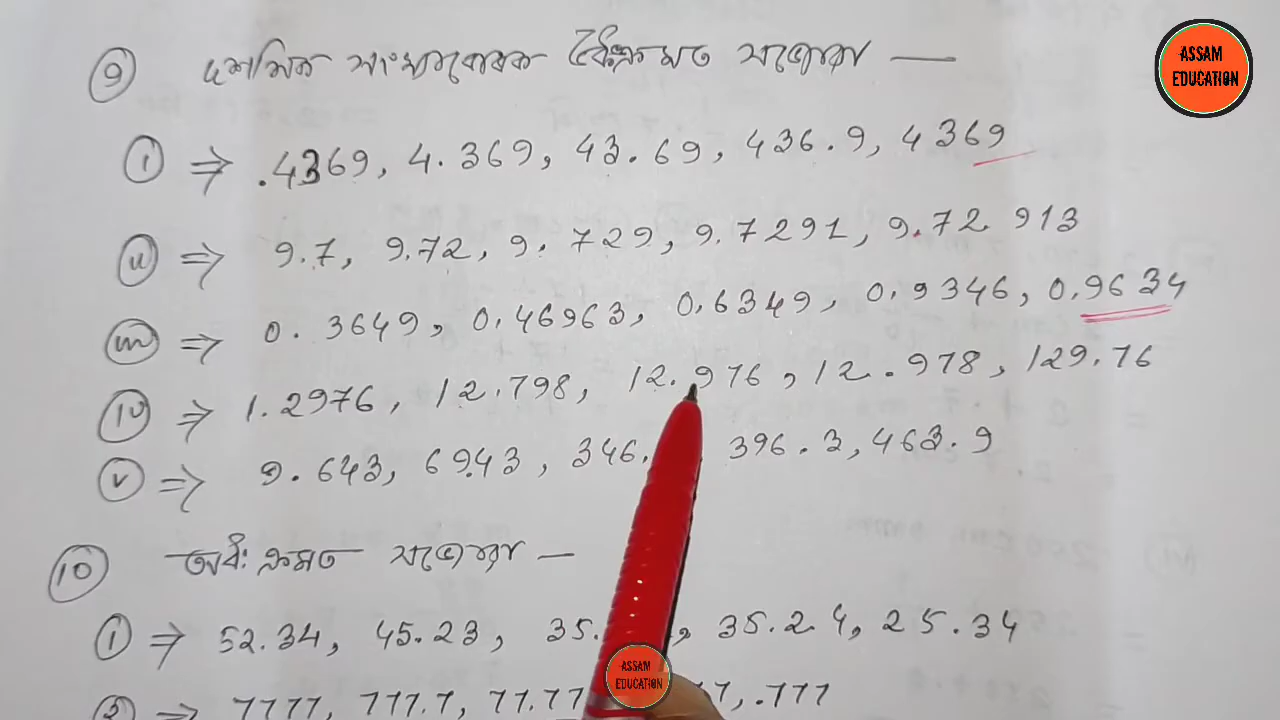 ASSAM EDUCATION
9 দশমিক সংখ্যাবোৰক ঊৰ্ধক্ৰমত সজোৱা —
i ⇒ .4369, 4.369, 43.69, 436.9, 4369
ii ⇒ 9.7, 9.72, 9.729, 9.7291, 9.72913
iii ⇒ 0.3649, 0.46963, 0.6349, 0.9346, 0.9634
iv ⇒ 1.2976, 12.798, 12.976, 12.978, 129.76
v ⇒ 9.643, 69.43, 346. 396.3, 463.9
10 অধঃক্ৰমত সজোৱা —
1 ⇒ 52.34, 45.23, 35. , 35.24, 25.34
2 ⇒ 7777, 777.7, 77.77 .777
ASSAM EDUCATION